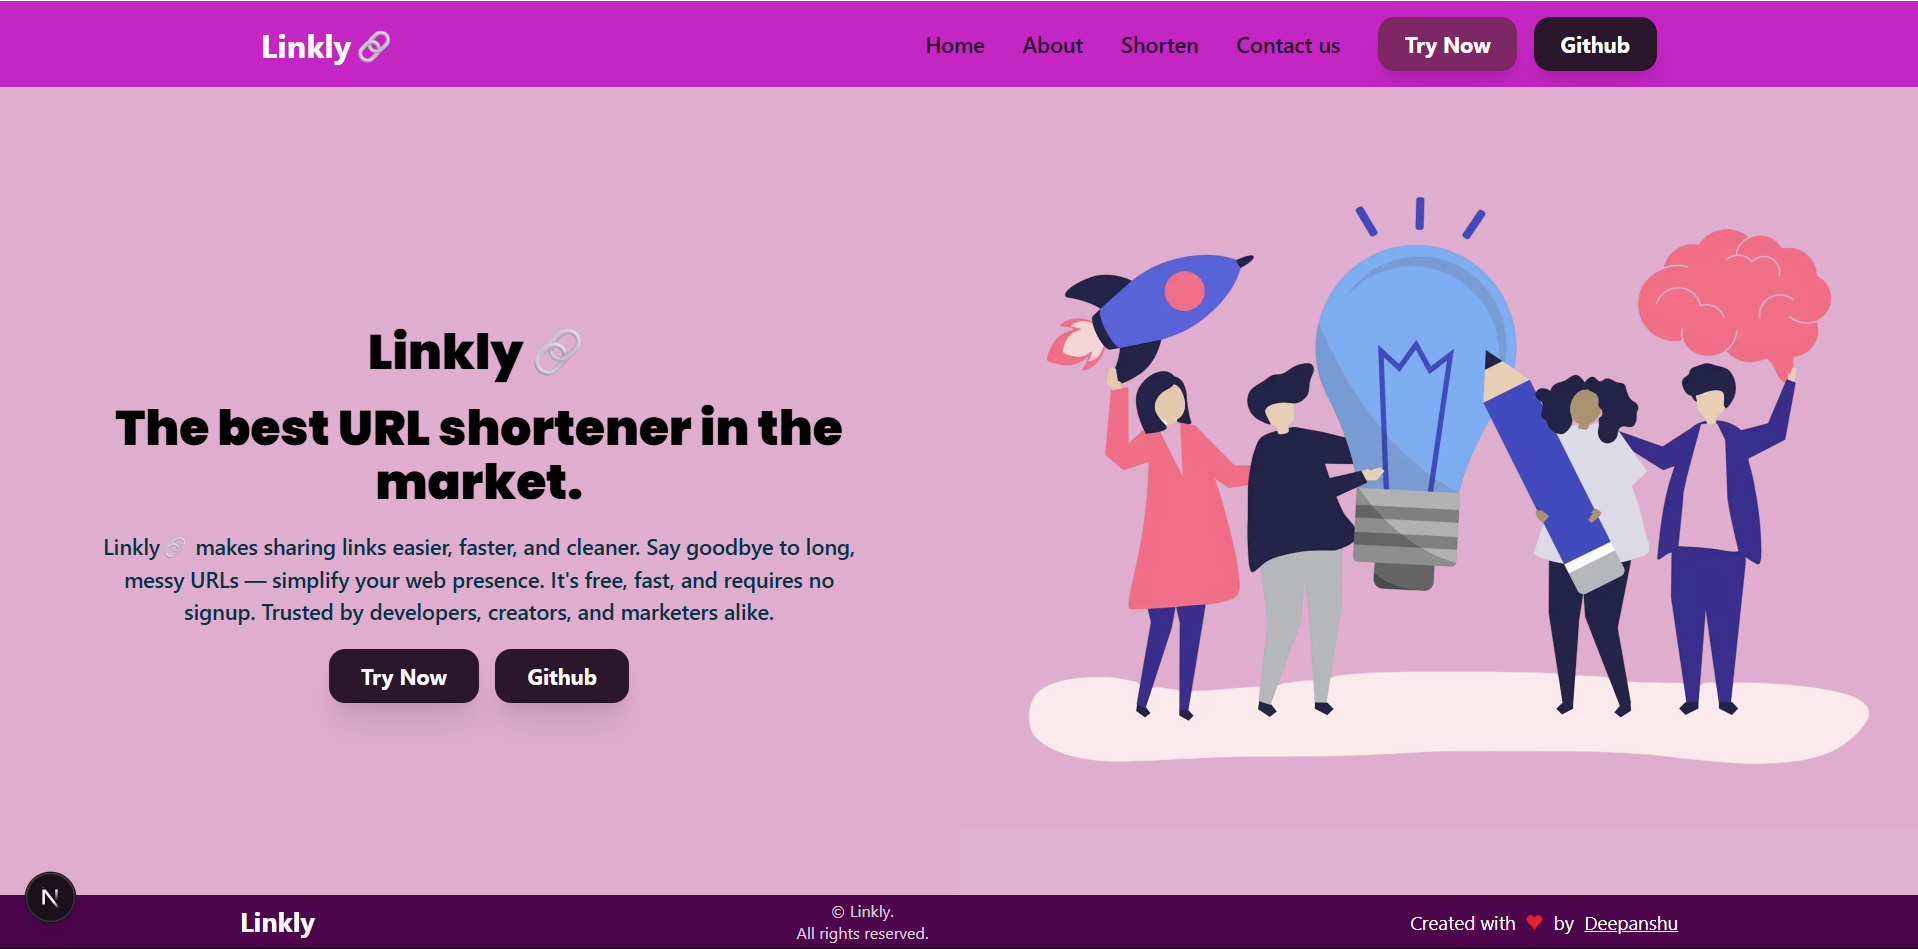 Linkly 🔗
Home About Shorten Contact us Try Now Github
Linkly 🔗
The best URL shortener in the
market.
Linkly 🔗 makes sharing links easier, faster, and cleaner. Say goodbye to long,
messy URLs — simplify your web presence. It's free, fast, and requires no
signup. Trusted by developers, creators, and marketers alike.
Try Now Github
N
Linkly
© Linkly.
All rights reserved.
Created with ♥ by Deepanshu